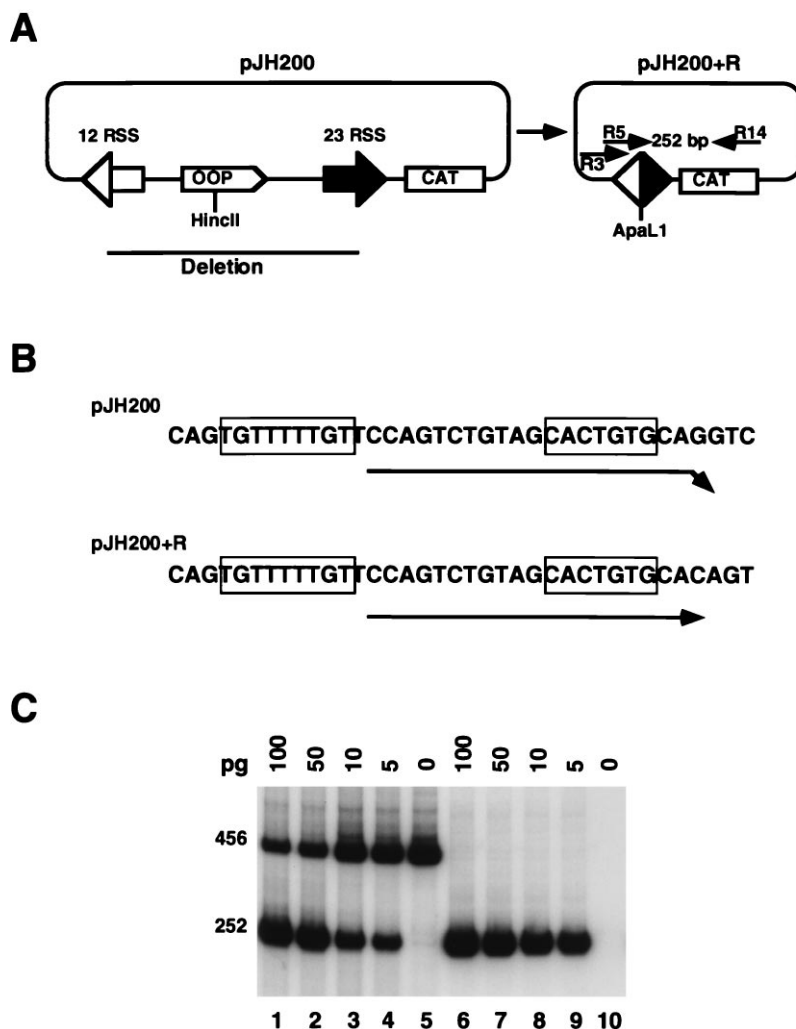 A
pJH200
pJH200+R
12 RSS
23 RSS
R5
252 bp
R14
R3
OOP
CAT
CAT
HincII
ApaL1
Deletion
B
pJH200
CAGTGTTTTTGTTCCAGTCTGTAGCACTGTGCAGGTC
pJH200+R
CAGTGTTTTTGTTCCAGTCTGTAGCACTGTGCACAGT
C
pg 100 50 10 5 0 100 50 10 5 0
456
252
1 2 3 4 5 6 7 8 9 10